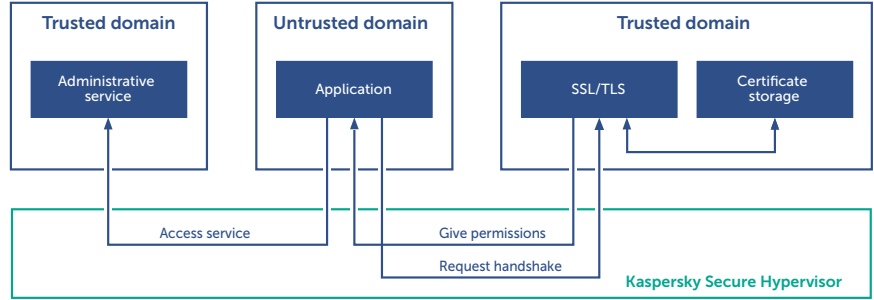 Trusted domain
Untrusted domain
Trusted domain
Administrative
service
Application
SSL/TLS
Certificate
storage
Access service
Give permissions
Request handshake
Kaspersky Secure Hypervisor